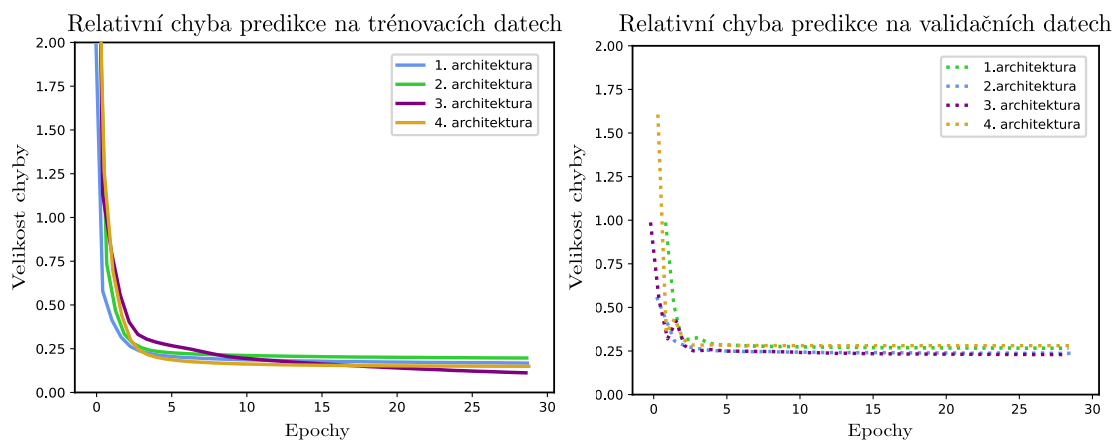 Relativní chyba predikce na trénovacích datech
2.00
1.75
1.50
1.25
1.00
0.75
0.50
0.25
0.00
Velikost chyby
1. architektura
2. architektura
3. architektura
4. architektura
0 5 10 15 20 25 30
Epochy
Relativní chyba predikce na validačních datech
2.00
1.75
1.50
1.25
1.00
0.75
0.50
0.25
0.00
Velikost chyby
1.architektura
2.architektura
3. architektura
4. architektura
0 5 10 15 20 25 30
Epochy